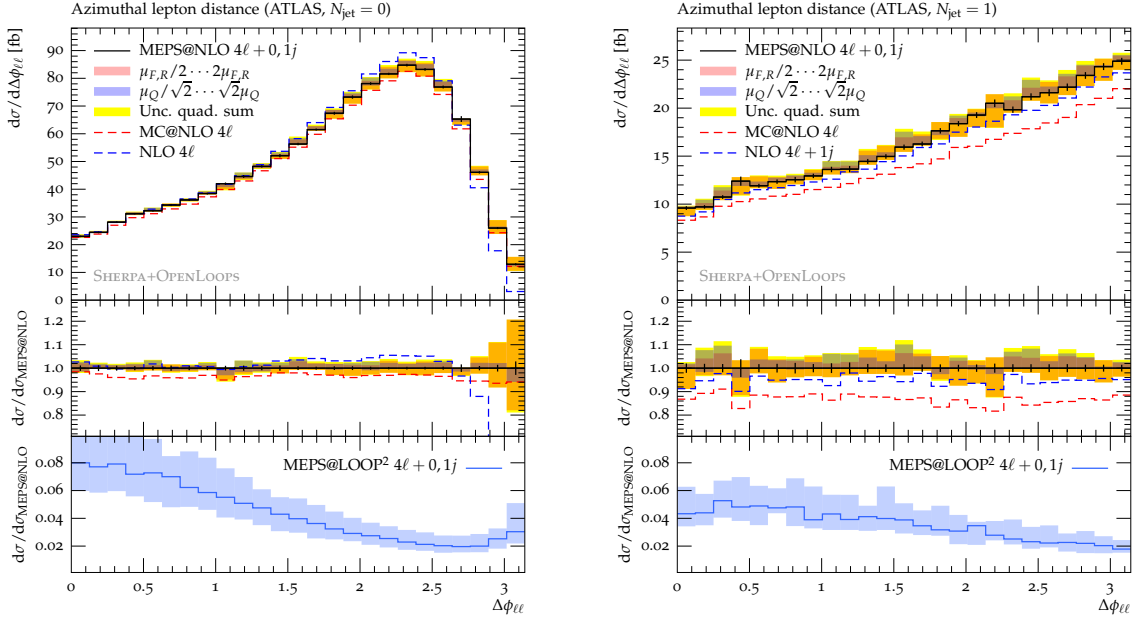 Azimuthal lepton distance (ATLAS, N_jet = 0)
dσ/dΔϕ_ℓℓ [fb]
MEPS@NLO 4ℓ + 0, 1j
μ_F,R/2 ⋯ 2μ_F,R
μ_Q/√2 ⋯ √2μ_Q
Unc. quad. sum
MC@NLO 4ℓ
NLO 4ℓ
90
80
70
60
50
40
30
20
10
0
Sherpa+OpenLoops
dσ/dσ_MEPS@NLO
1.2
1.1
1.0
0.9
0.8
dσ/dσ_MEPS@NLO
MEPS@LOOP² 4ℓ + 0, 1j
0.08
0.06
0.04
0.02
0 0.5 1 1.5 2 2.5 3
Δϕ_ℓℓ
Azimuthal lepton distance (ATLAS, N_jet = 1)
dσ/dΔϕ_ℓℓ [fb]
MEPS@NLO 4ℓ + 0, 1j
μ_F,R/2 ⋯ 2μ_F,R
μ_Q/√2 ⋯ √2μ_Q
Unc. quad. sum
MC@NLO 4ℓ
NLO 4ℓ + 1j
25
20
15
10
5
0
Sherpa+OpenLoops
dσ/dσ_MEPS@NLO
1.2
1.1
1.0
0.9
0.8
dσ/dσ_MEPS@NLO
MEPS@LOOP² 4ℓ + 0, 1j
0.08
0.06
0.04
0.02
0 0.5 1 1.5 2 2.5 3
Δϕ_ℓℓ